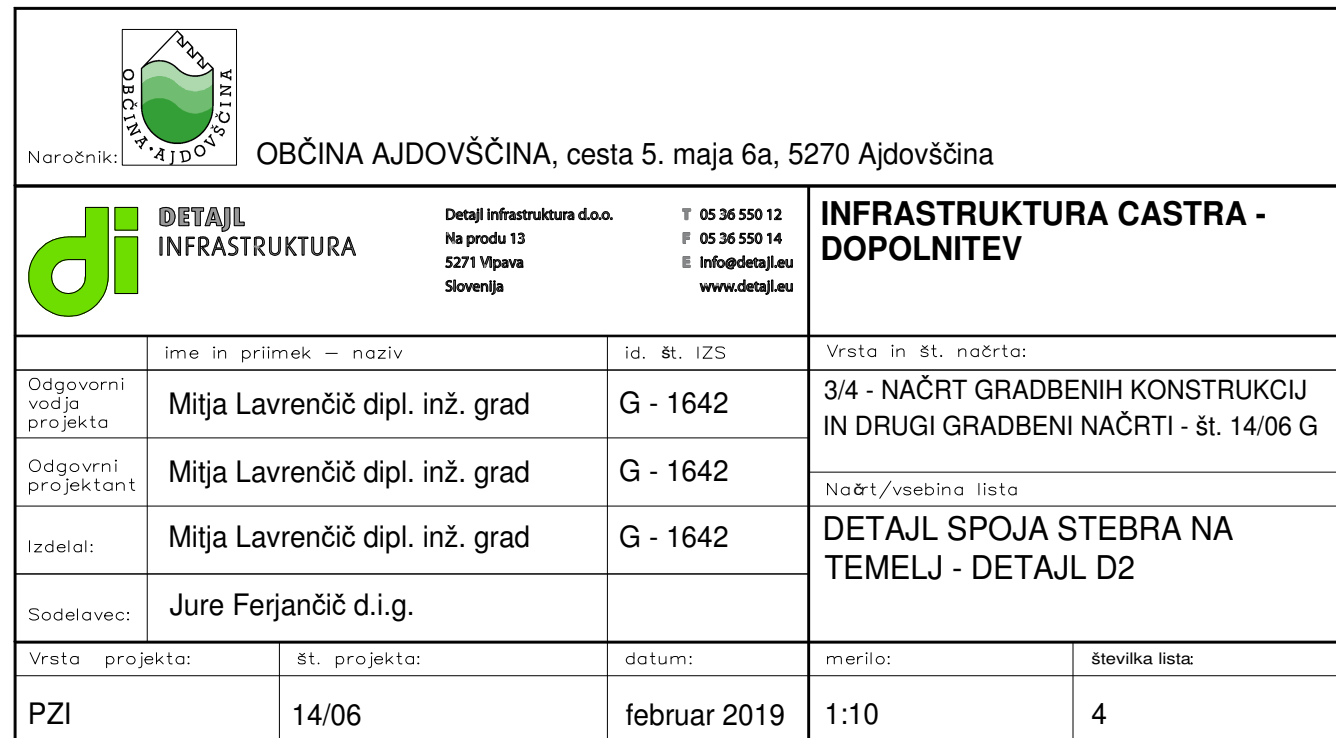 OBČINA·AJDOVŠČINA
Naročnik: OBČINA AJDOVŠČINA, cesta 5. maja 6a, 5270 Ajdovščina
di
DETAJL
INFRASTRUKTURA
Detajl infrastruktura d.o.o.
Na produ 13
5271 Vipava
Slovenija
T 05 36 550 12
F 05 36 550 14
E info@detajl.eu
www.detajl.eu
INFRASTRUKTURA CASTRA -
DOPOLNITEV
ime in priimek – naziv
id. št. IZS
Odgovorni
vodja
projekta
Mitja Lavrenčič dipl. inž. grad
G - 1642
Odgovrni
projektant
Mitja Lavrenčič dipl. inž. grad
G - 1642
Izdelal:
Mitja Lavrenčič dipl. inž. grad
G - 1642
Sodelavec:
Jure Ferjančič d.i.g.
Vrsta in št. načrta:
3/4 - NAČRT GRADBENIH KONSTRUKCIJ
IN DRUGI GRADBENI NAČRTI - št. 14/06 G
Načrt/vsebina lista
DETAJL SPOJA STEBRA NA
TEMELJ - DETAJL D2
Vrsta projekta:
PZI
št. projekta:
14/06
datum:
februar 2019
merilo:
1:10
številka lista:
4